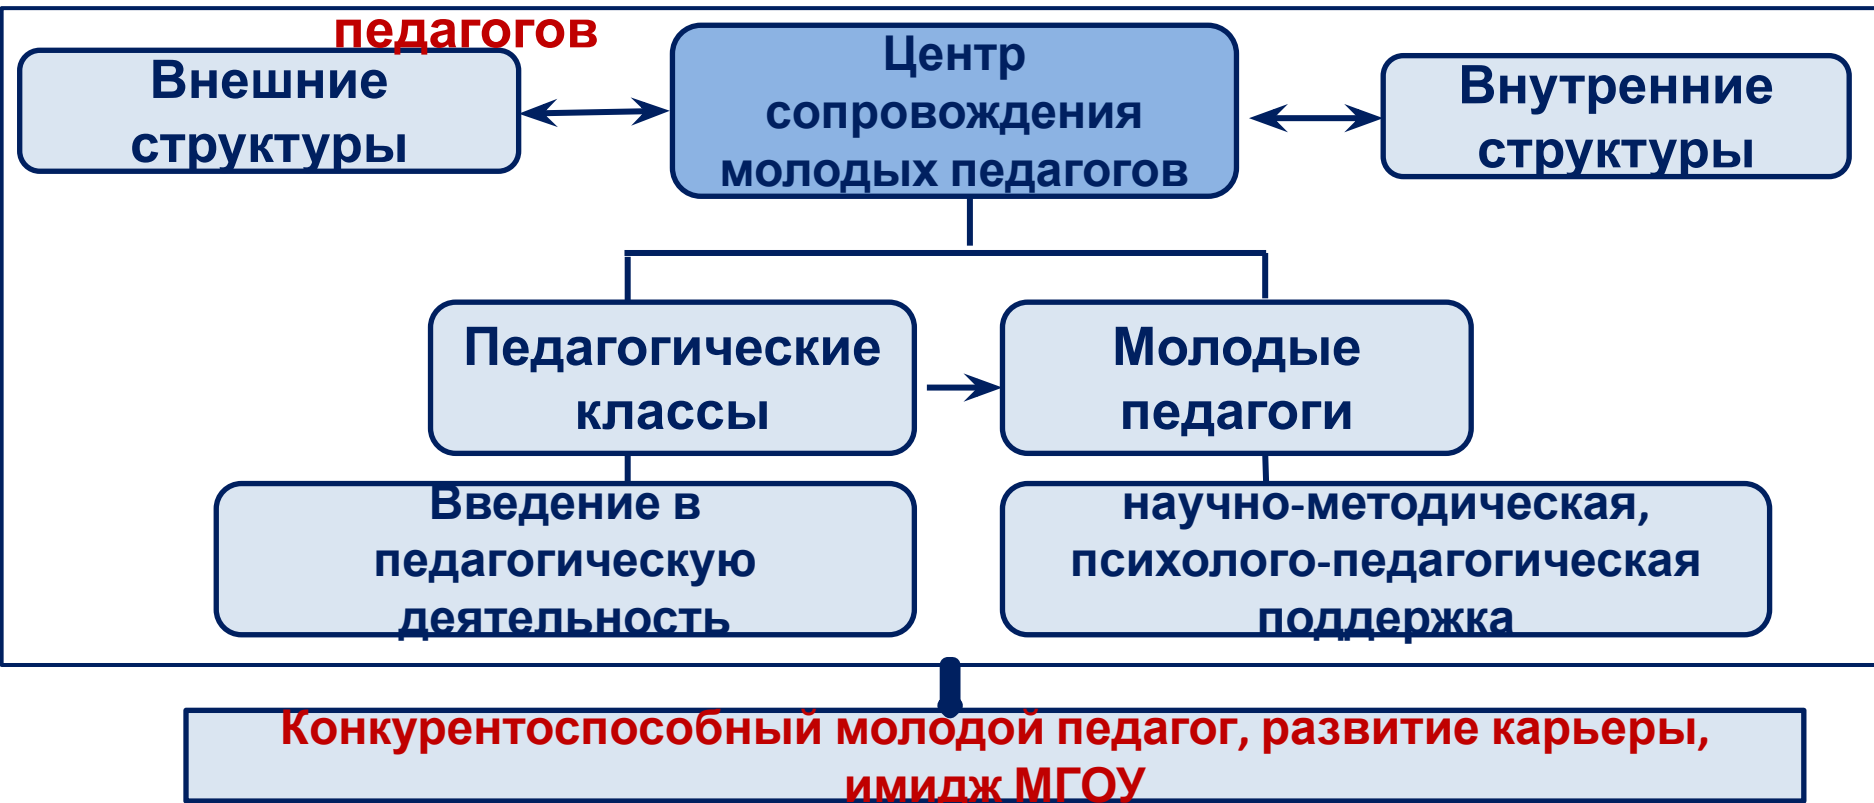 педагогов
Внешние
структуры
Центр
сопровождения
молодых педагогов
Внутренние
структуры
Педагогические
классы
Молодые
педагоги
Введение в
педагогическую
деятельность
научно-методическая,
психолого-педагогическая
поддержка
Конкурентоспособный молодой педагог, развитие карьеры,
имидж МГОУ